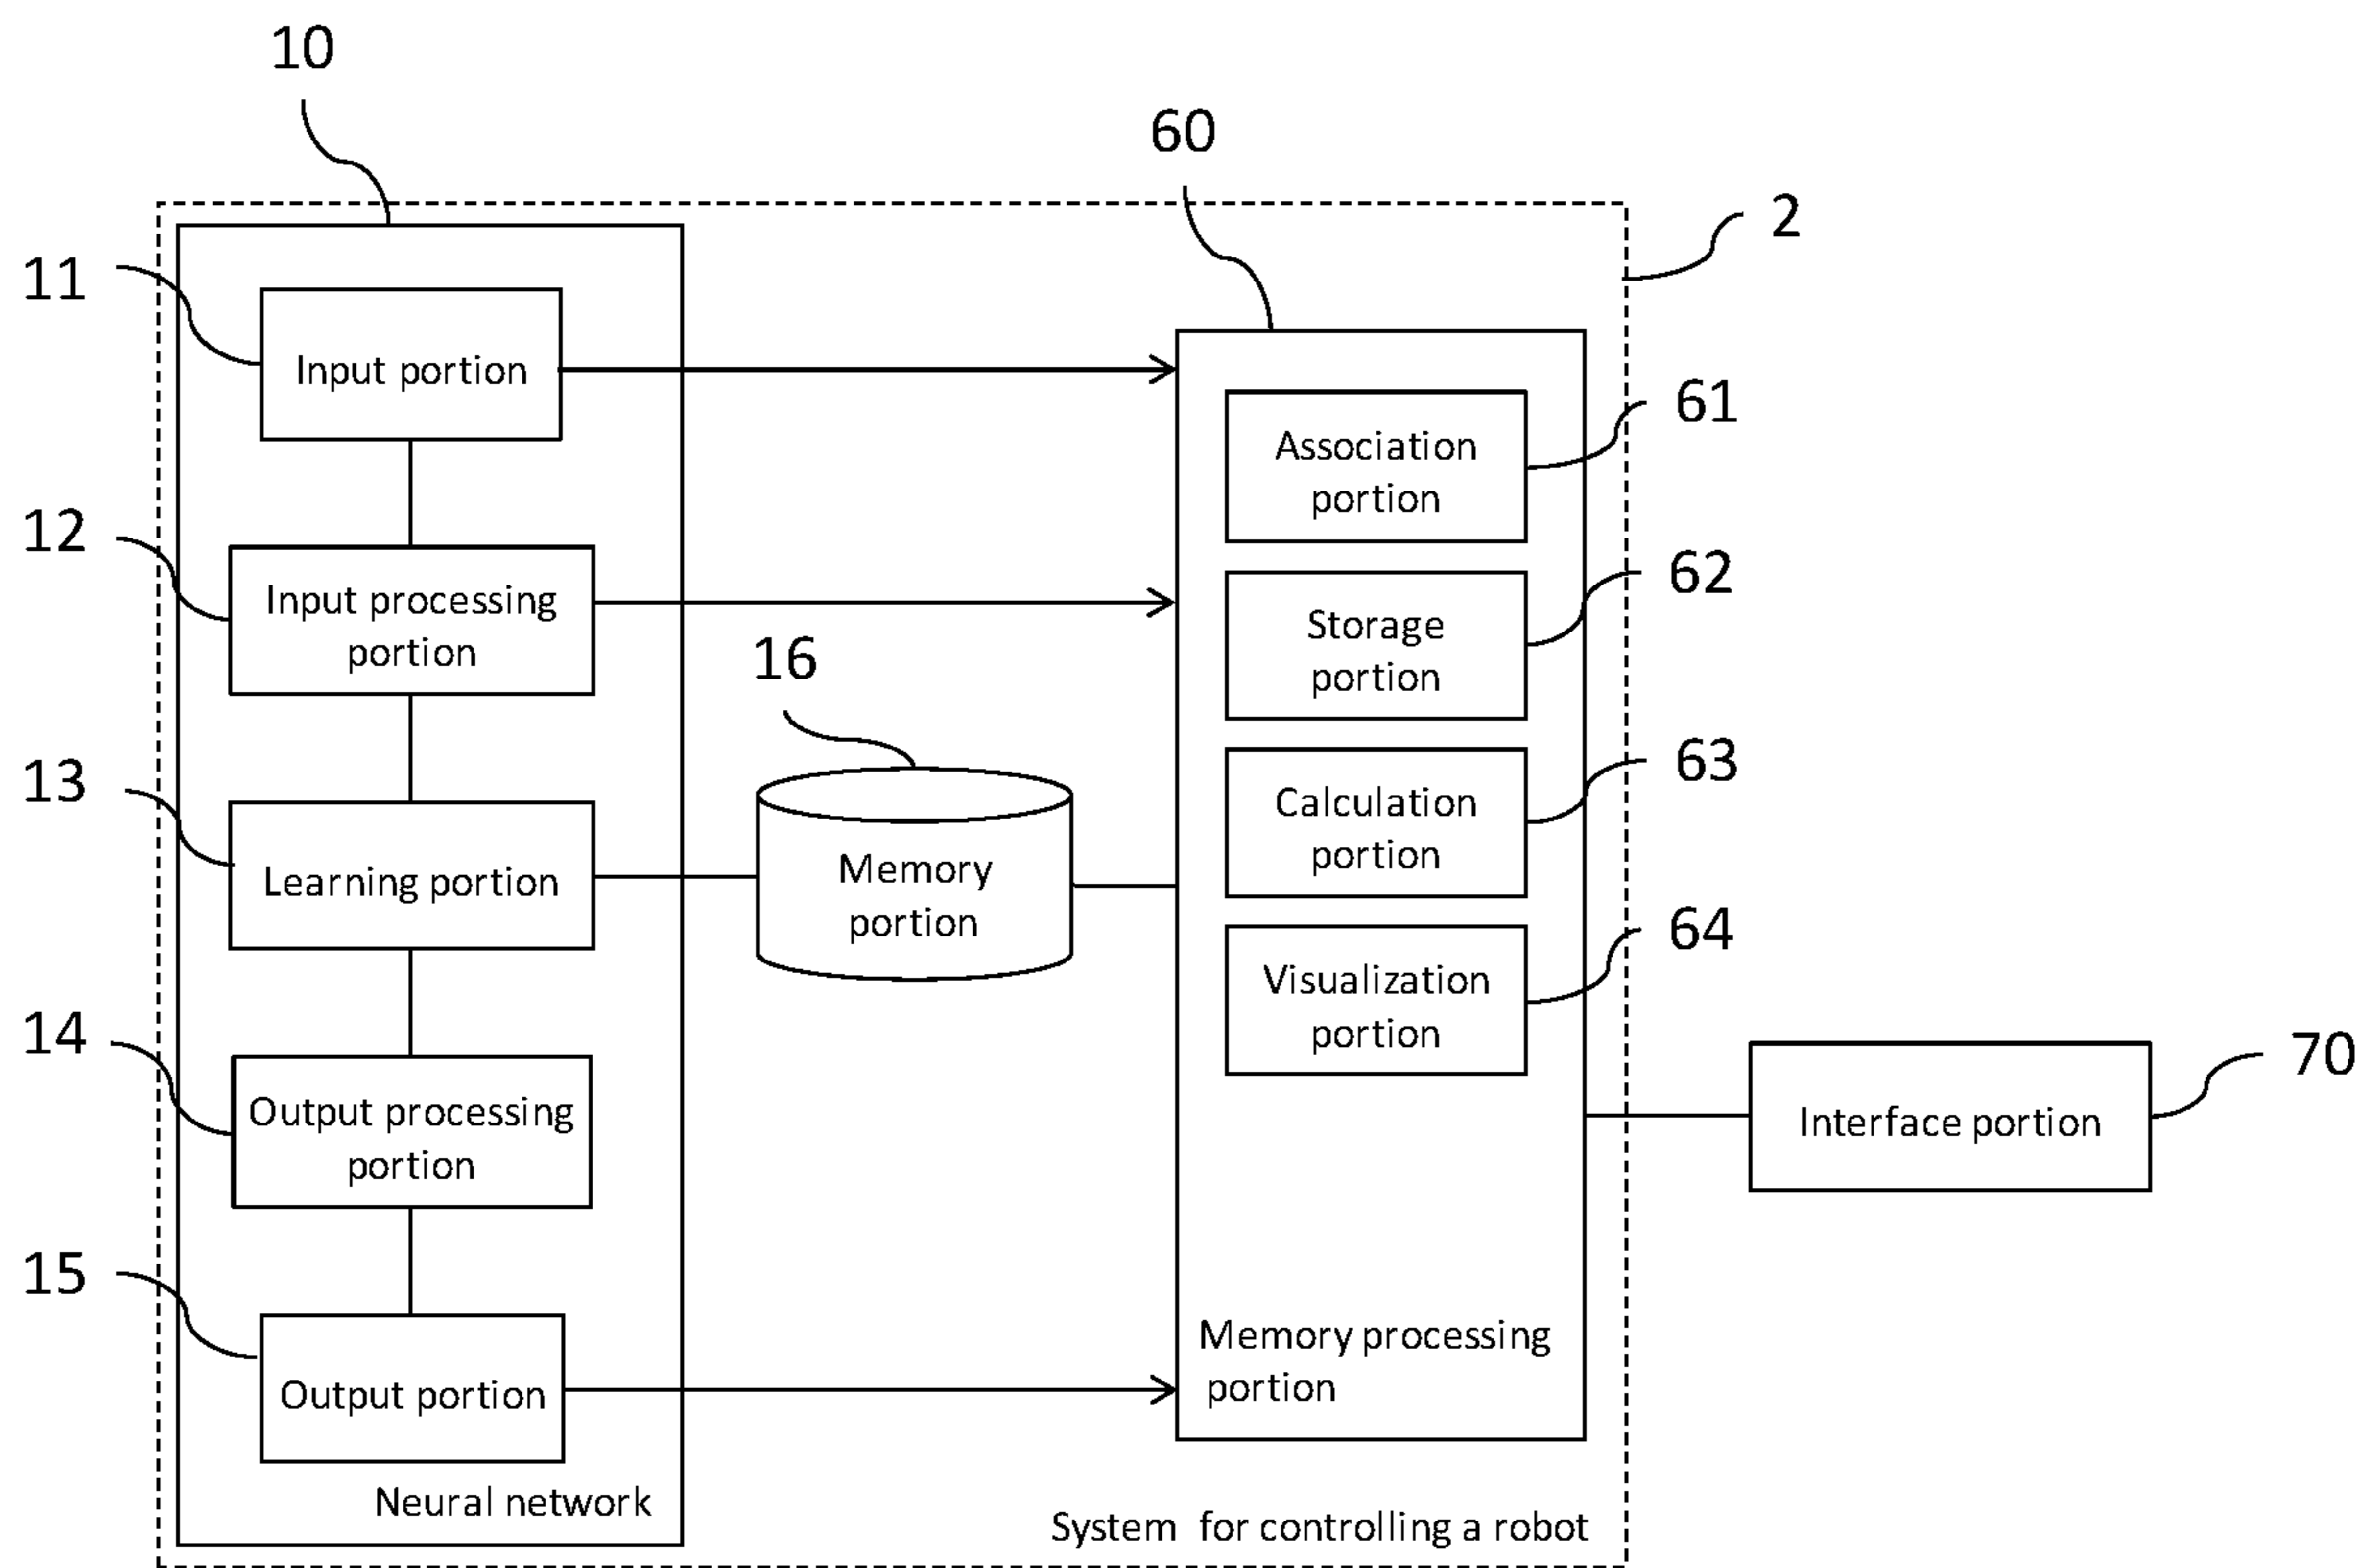 10
60
2
11
Input portion
61
Association
portion
12
Input processing
portion
62
Storage
portion
16
13
Learning portion
Memory
portion
63
Calculation
portion
64
Visualization
portion
14
Output processing
portion
70
Interface portion
15
Output portion
Memory processing
portion
Neural network
System for controlling a robot